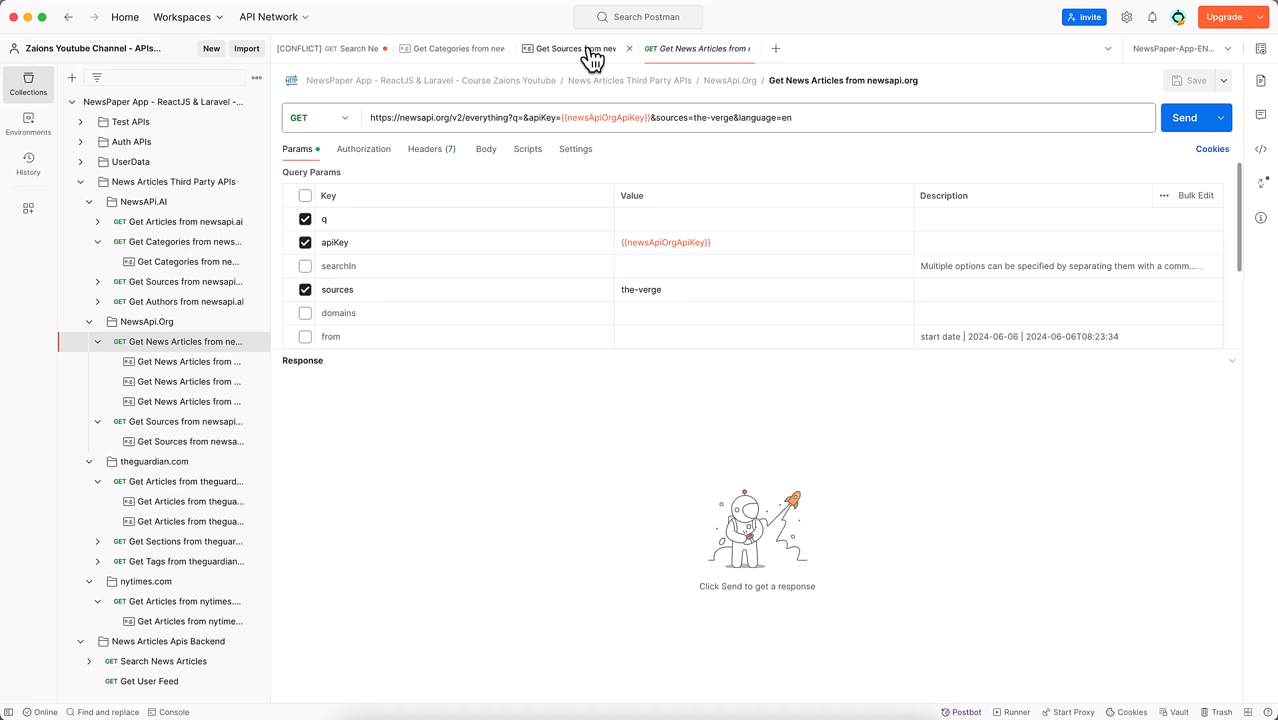 Home
Workspaces
API Network
Search Postman
Invite
Upgrade
Zaions Youtube Channel - APIs...
New
Import
[CONFLICT] GET Search Ne
Get Categories from nev
Get Sources from nev
GET Get News Articles from
NewsPaper-App-EN...
Collections
Environments
History
NewsPaper App - ReactJS & Laravel -...
Test APIs
Auth APIs
UserData
News Articles Third Party APIs
NewsAPi.AI
GET Get Articles from newsapi.ai
GET Get Categories from news...
Get Categories from ne...
GET Get Sources from newsapi...
GET Get Authors from newsapi.ai
NewsApi.Org
GET Get News Articles from ne...
Get News Articles from ...
Get News Articles from ...
Get News Articles from ...
GET Get Sources from newsapi...
Get Sources from newsa...
theguardian.com
GET Get Articles from theguard...
Get Articles from thegua...
Get Articles from thegua...
GET Get Sections from theguar...
GET Get Tags from theguardian...
nytimes.com
GET Get Articles from nytimes....
Get Articles from nytime...
News Articles Apis Backend
GET Search News Articles
GET Get User Feed
HTTP NewsPaper App - ReactJS & Laravel - Course Zaions Youtube / News Articles Third Party APIs / NewsApi.Org / Get News Articles from newsapi.org
Save
GET
https://newsapi.org/v2/everything?q=&apiKey={{newsApiOrgApiKey}}&sources=the-verge&language=en
Send
Params
Authorization
Headers (7)
Body
Scripts
Settings
Cookies
Query Params
Key Value Description ••• Bulk Edit
q
apiKey {{newsApiOrgApiKey}}
searchIn Multiple options can be specified by separating them with a comm......
sources the-verge
domains
from start date | 2024-06-06 | 2024-06-06T08:23:34
Response
Click Send to get a response
Online
Find and replace
Console
Postbot
Runner
Start Proxy
Cookies
Vault
Trash